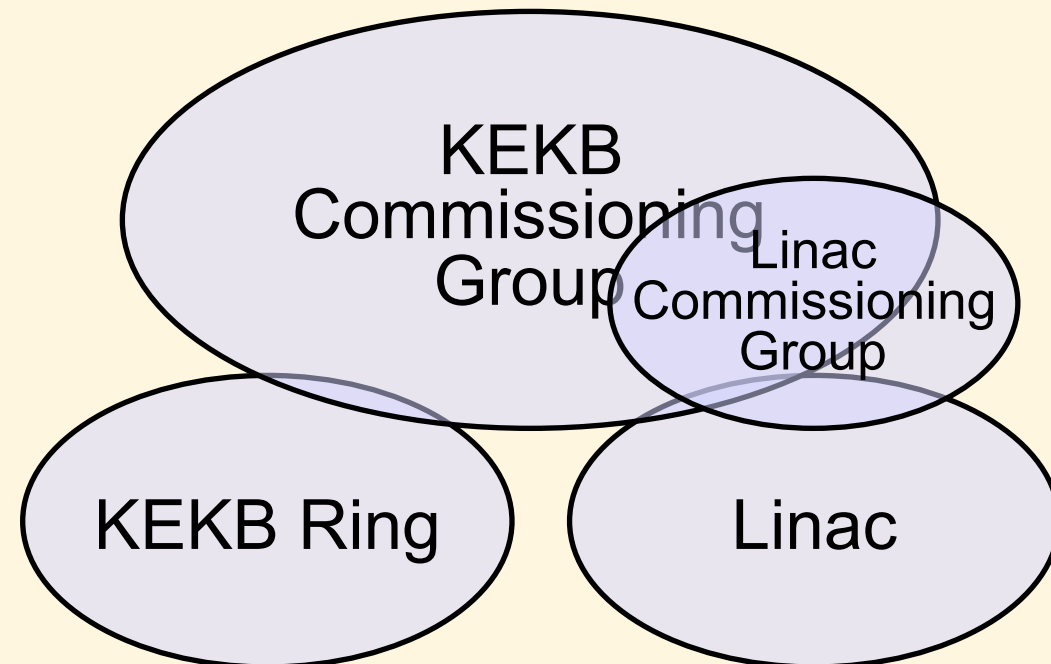 KEKB
Commissioning
Group
Linac
Commissioning
Group
KEKB Ring
Linac